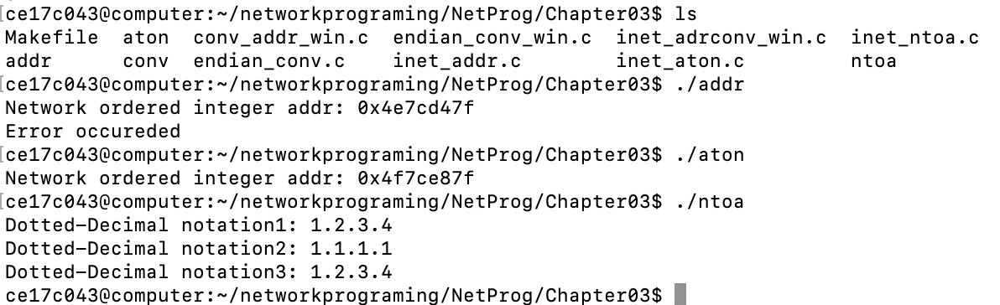 [ce17c043@computer:~/networkprograming/NetProg/Chapter03$ ls
Makefile  aton  conv_addr_win.c  endian_conv_win.c  inet_adrconv_win.c  inet_ntoa.c
addr      conv  endian_conv.c    inet_addr.c        inet_aton.c         ntoa
[ce17c043@computer:~/networkprograming/NetProg/Chapter03$ ./addr
Network ordered integer addr: 0x4e7cd47f
Error occureded
[ce17c043@computer:~/networkprograming/NetProg/Chapter03$ ./aton
Network ordered integer addr: 0x4f7ce87f
[ce17c043@computer:~/networkprograming/NetProg/Chapter03$ ./ntoa
Dotted-Decimal notation1: 1.2.3.4
Dotted-Decimal notation2: 1.1.1.1
Dotted-Decimal notation3: 1.2.3.4
ce17c043@computer:~/networkprograming/NetProg/Chapter03$